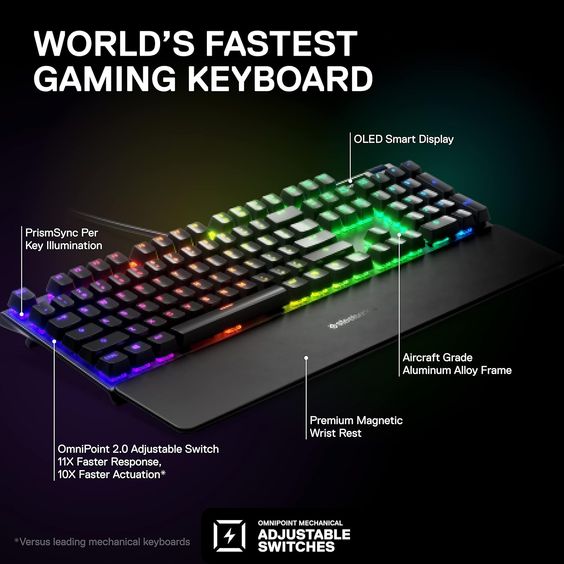 WORLD'S FASTEST
GAMING KEYBOARD
OLED Smart Display
PrismSync Per
Key Illumination
steelseries
Aircraft Grade
Aluminum Alloy Frame
Premium Magnetic
Wrist Rest
OmniPoint 2.0 Adjustable Switch
11X Faster Response,
10X Faster Actuation*
*Versus leading mechanical keyboards
OMNIPOINT MECHANICAL
ADJUSTABLE
SWITCHES